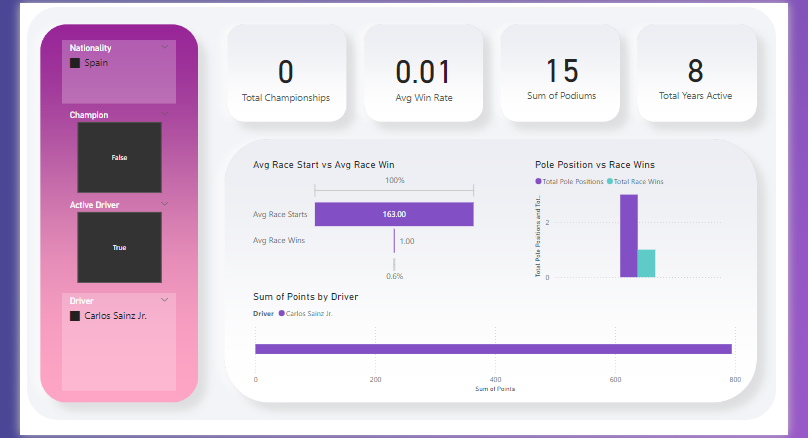 Nationality
Spain
Champion
False
Active Driver
True
Driver
Carlos Sainz Jr.
0
Total Championships
0.01
Avg Win Rate
15
Sum of Podiums
8
Total Years Active
Avg Race Start vs Avg Race Win
100%
Avg Race Starts
163.00
Avg Race Wins
1.00
0.6%
Pole Position vs Race Wins
Total Pole Positions Total Race Wins
Total Pole Positions and Tot...
2
0
Sum of Points by Driver
Driver Carlos Sainz Jr.
0 200 400 600 800
Sum of Points